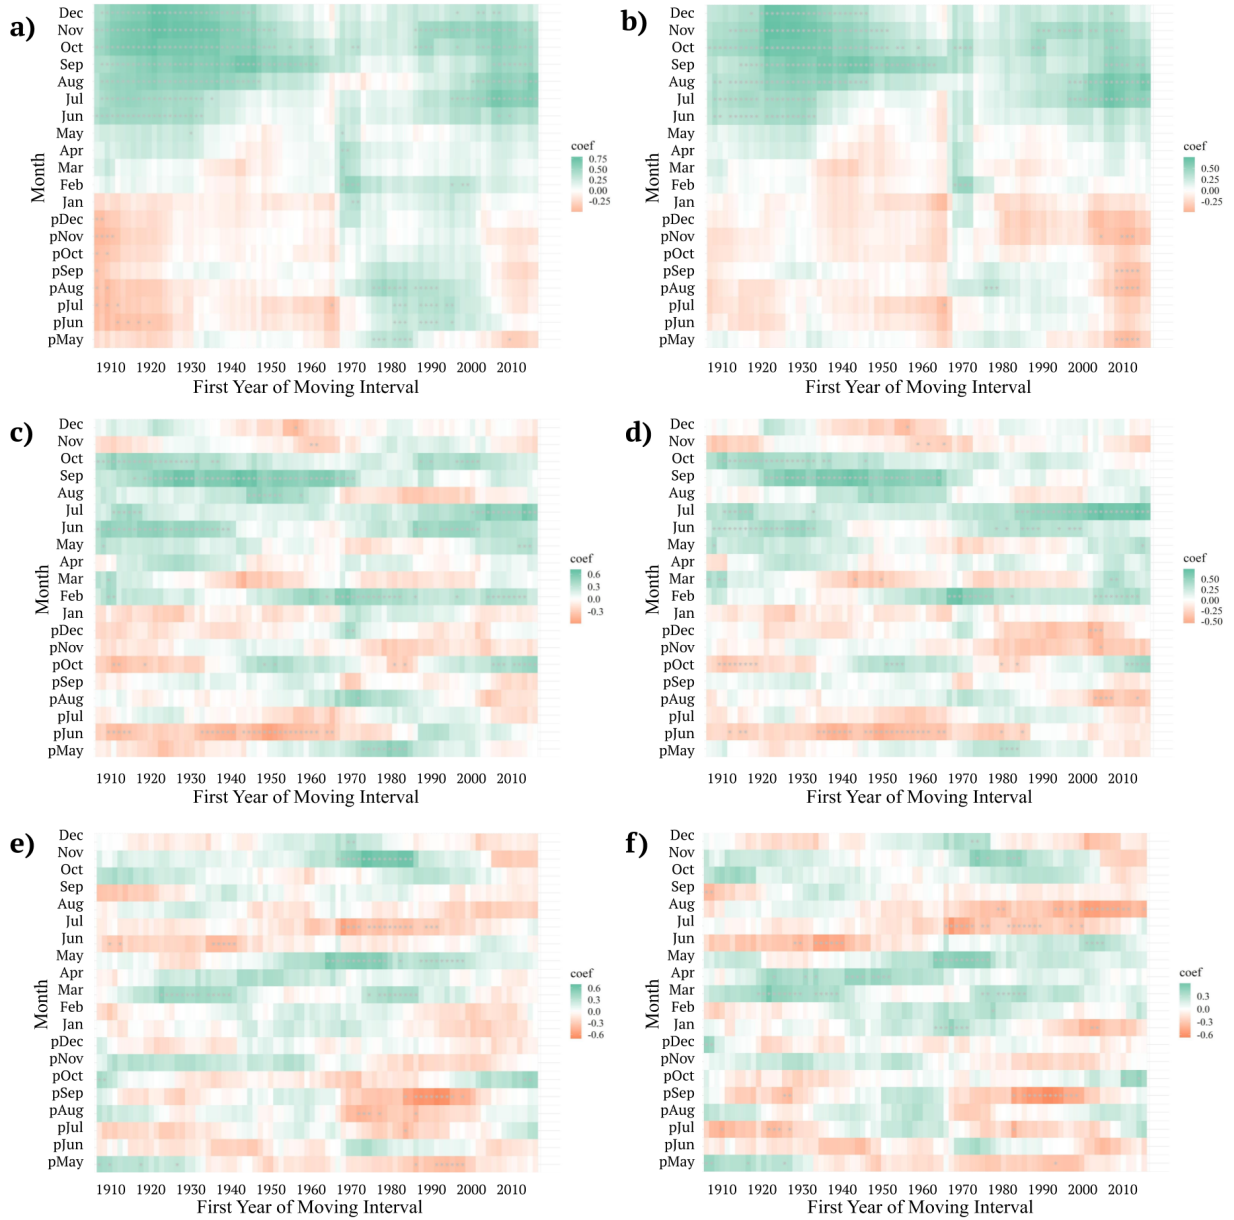 a)
Dec
Nov
Oct
Sep
Aug
Jul
Jun
May
Apr
Mar
Feb
Jan
pDec
pNov
pOct
pSep
pAug
pJul
pJun
pMay
Month
1910 1920 1930 1940 1950 1960 1970 1980 1990 2000 2010
First Year of Moving Interval
coef
0.75
0.50
0.25
0.00
-0.25
b)
Dec
Nov
Oct
Sep
Aug
Jul
Jun
May
Apr
Mar
Feb
Jan
pDec
pNov
pOct
pSep
pAug
pJul
pJun
pMay
Month
1910 1920 1930 1940 1950 1960 1970 1980 1990 2000 2010
First Year of Moving Interval
coef
0.50
0.25
0.00
-0.25
c)
Dec
Nov
Oct
Sep
Aug
Jul
Jun
May
Apr
Mar
Feb
Jan
pDec
pNov
pOct
pSep
pAug
pJul
pJun
pMay
Month
1910 1920 1930 1940 1950 1960 1970 1980 1990 2000 2010
First Year of Moving Interval
coef
0.6
0.3
0.0
-0.3
d)
Dec
Nov
Oct
Sep
Aug
Jul
Jun
May
Apr
Mar
Feb
Jan
pDec
pNov
pOct
pSep
pAug
pJul
pJun
pMay
Month
1910 1920 1930 1940 1950 1960 1970 1980 1990 2000 2010
First Year of Moving Interval
coef
0.50
0.25
0.00
-0.25
-0.50
e)
Dec
Nov
Oct
Sep
Aug
Jul
Jun
May
Apr
Mar
Feb
Jan
pDec
pNov
pOct
pSep
pAug
pJul
pJun
pMay
Month
1910 1920 1930 1940 1950 1960 1970 1980 1990 2000 2010
First Year of Moving Interval
coef
0.6
0.3
0.0
-0.3
-0.6
f)
Dec
Nov
Oct
Sep
Aug
Jul
Jun
May
Apr
Mar
Feb
Jan
pDec
pNov
pOct
pSep
pAug
pJul
pJun
pMay
Month
1910 1920 1930 1940 1950 1960 1970 1980 1990 2000 2010
First Year of Moving Interval
coef
0.3
0.0
-0.3
-0.6